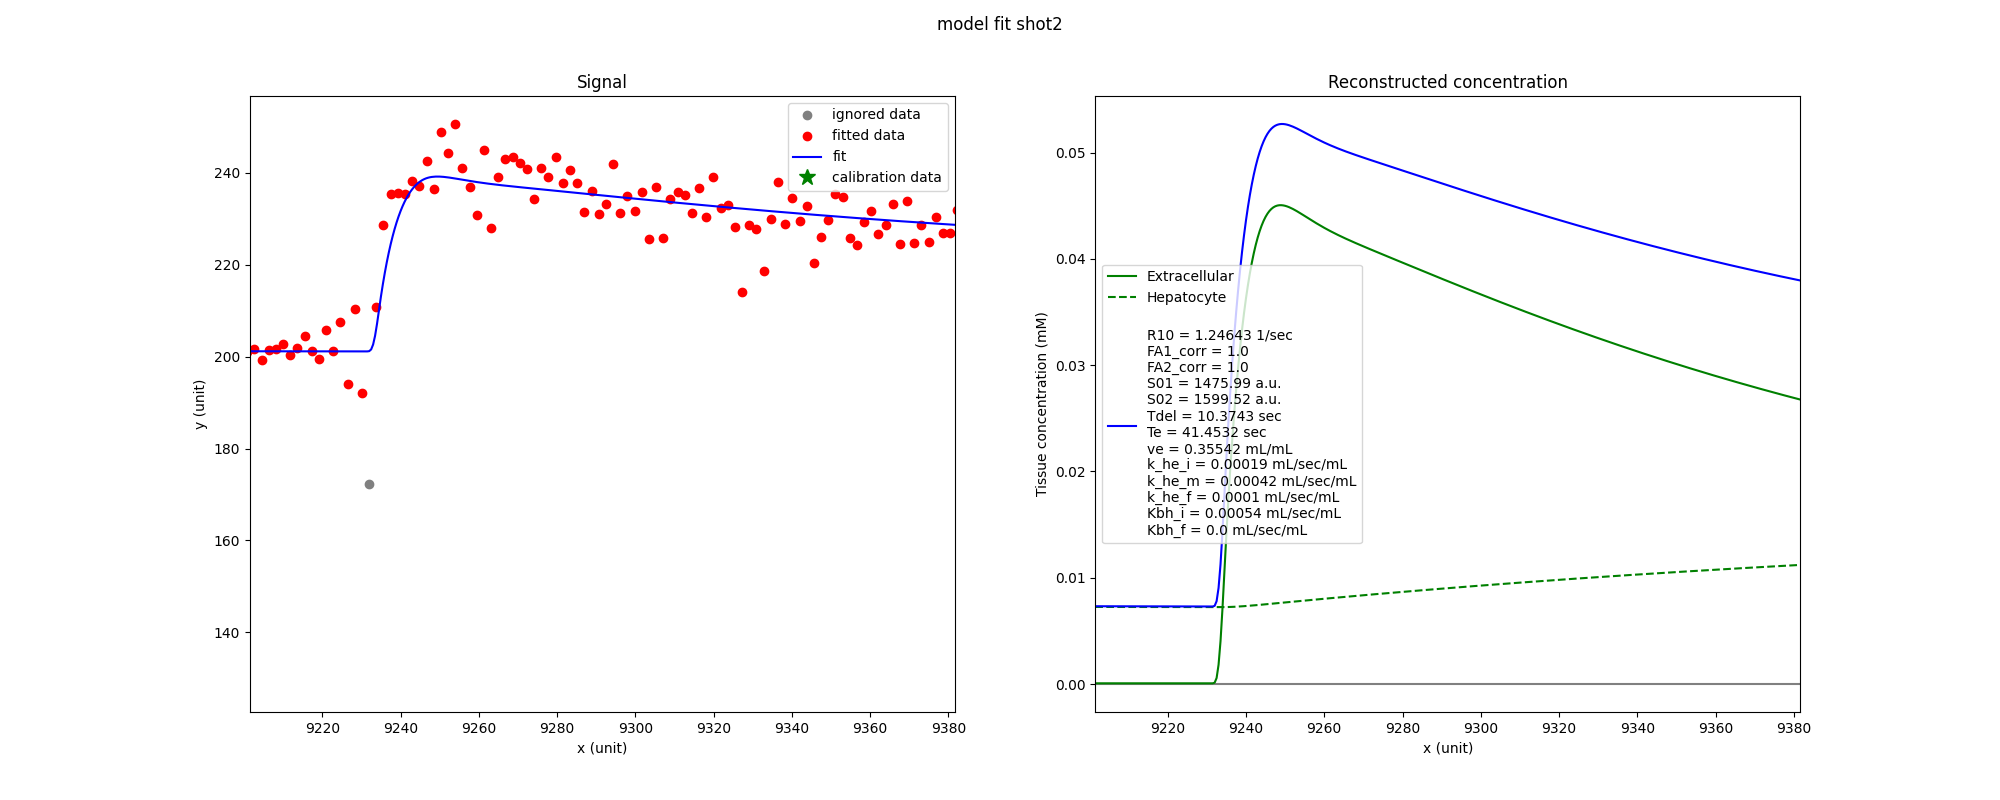 model fit shot2
Signal
ignored data
fitted data
fit
calibration data
240
220
200
180
160
140
y (unit)
9220 9240 9260 9280 9300 9320 9340 9360 9380
x (unit)
Reconstructed concentration
0.05
0.04
0.03
0.02
0.01
0.00
Tissue concentration (mM)
Extracellular
Hepatocyte
R10 = 1.24643 1/sec
FA1_corr = 1.0
FA2_corr = 1.0
S01 = 1475.99 a.u.
S02 = 1599.52 a.u.
Tdel = 10.3743 sec
Te = 41.4532 sec
ve = 0.35542 mL/mL
k_he_i = 0.00019 mL/sec/mL
k_he_m = 0.00042 mL/sec/mL
k_he_f = 0.0001 mL/sec/mL
Kbh_i = 0.00054 mL/sec/mL
Kbh_f = 0.0 mL/sec/mL
9220 9240 9260 9280 9300 9320 9340 9360 9380
x (unit)